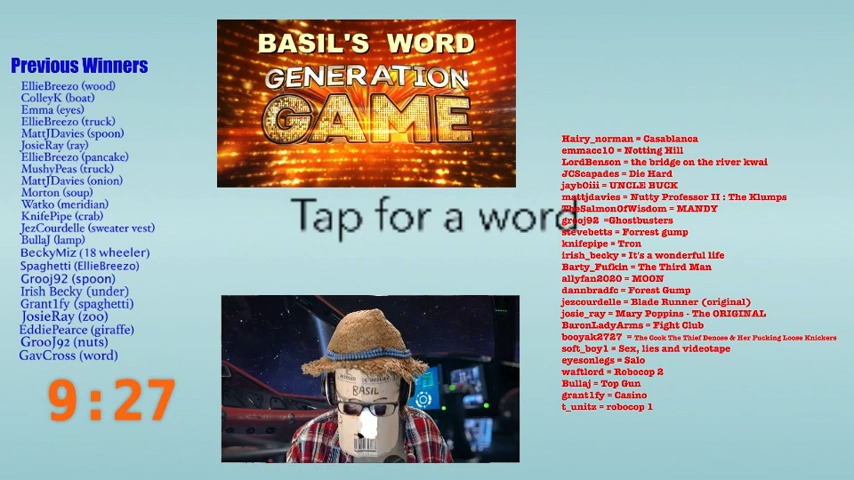 BASIL'S WORD
GENERATION
GAME
Previous Winners
EllieBreezo (wood)
ColleyK (boat)
Emma (eyes)
EllieBreezo (truck)
MattJDavies (spoon)
JosieRay (ray)
EllieBreezo (pancake)
MushyPeas (truck)
MattJDavies (onion)
Morton (soup)
Watko (meridian)
KnifePipe (crab)
JezCourdelle (sweater vest)
BullaJ (lamp)
BeckyMiz (18 wheeler)
Spaghetti (EllieBreezo)
Grooj92 (spoon)
Irish Becky (under)
Grant1fy (spaghetti)
JosieRay (zoo)
EddiePearce (giraffe)
GrooJ92 (nuts)
GavCross (word)
9:27
Tap for a word
BASIL
Hairy_norman = Casablanca
emmacc10 = Notting Hill
LordBenson = the bridge on the river kwai
JCScapades = Die Hard
jayb0iii = UNCLE BUCK
mattjdavies = Nutty Professor II : The Klumps
TheSalmonOfWisdom = MANDY
grooj92 =Ghostbusters
stevebetts = Forrest gump
knifepipe = Tron
irish_becky = It's a wonderful life
Barty_Fufkin = The Third Man
allyfan2020 = MOON
dannbradfc = Forest Gump
jezcourdelle = Blade Runner (original)
josie_ray = Mary Poppins - The ORIGINAL
BaronLadyArms = Fight Club
booyak2727 = The Cook The Thief Denose & Her Fucking Loose Knickers
soft_boy1 = Sex, lies and videotape
eyesonlegs = Salo
waftlord = Robocop 2
Bullaj = Top Gun
grant1fy = Casino
t_unitz = robocop 1